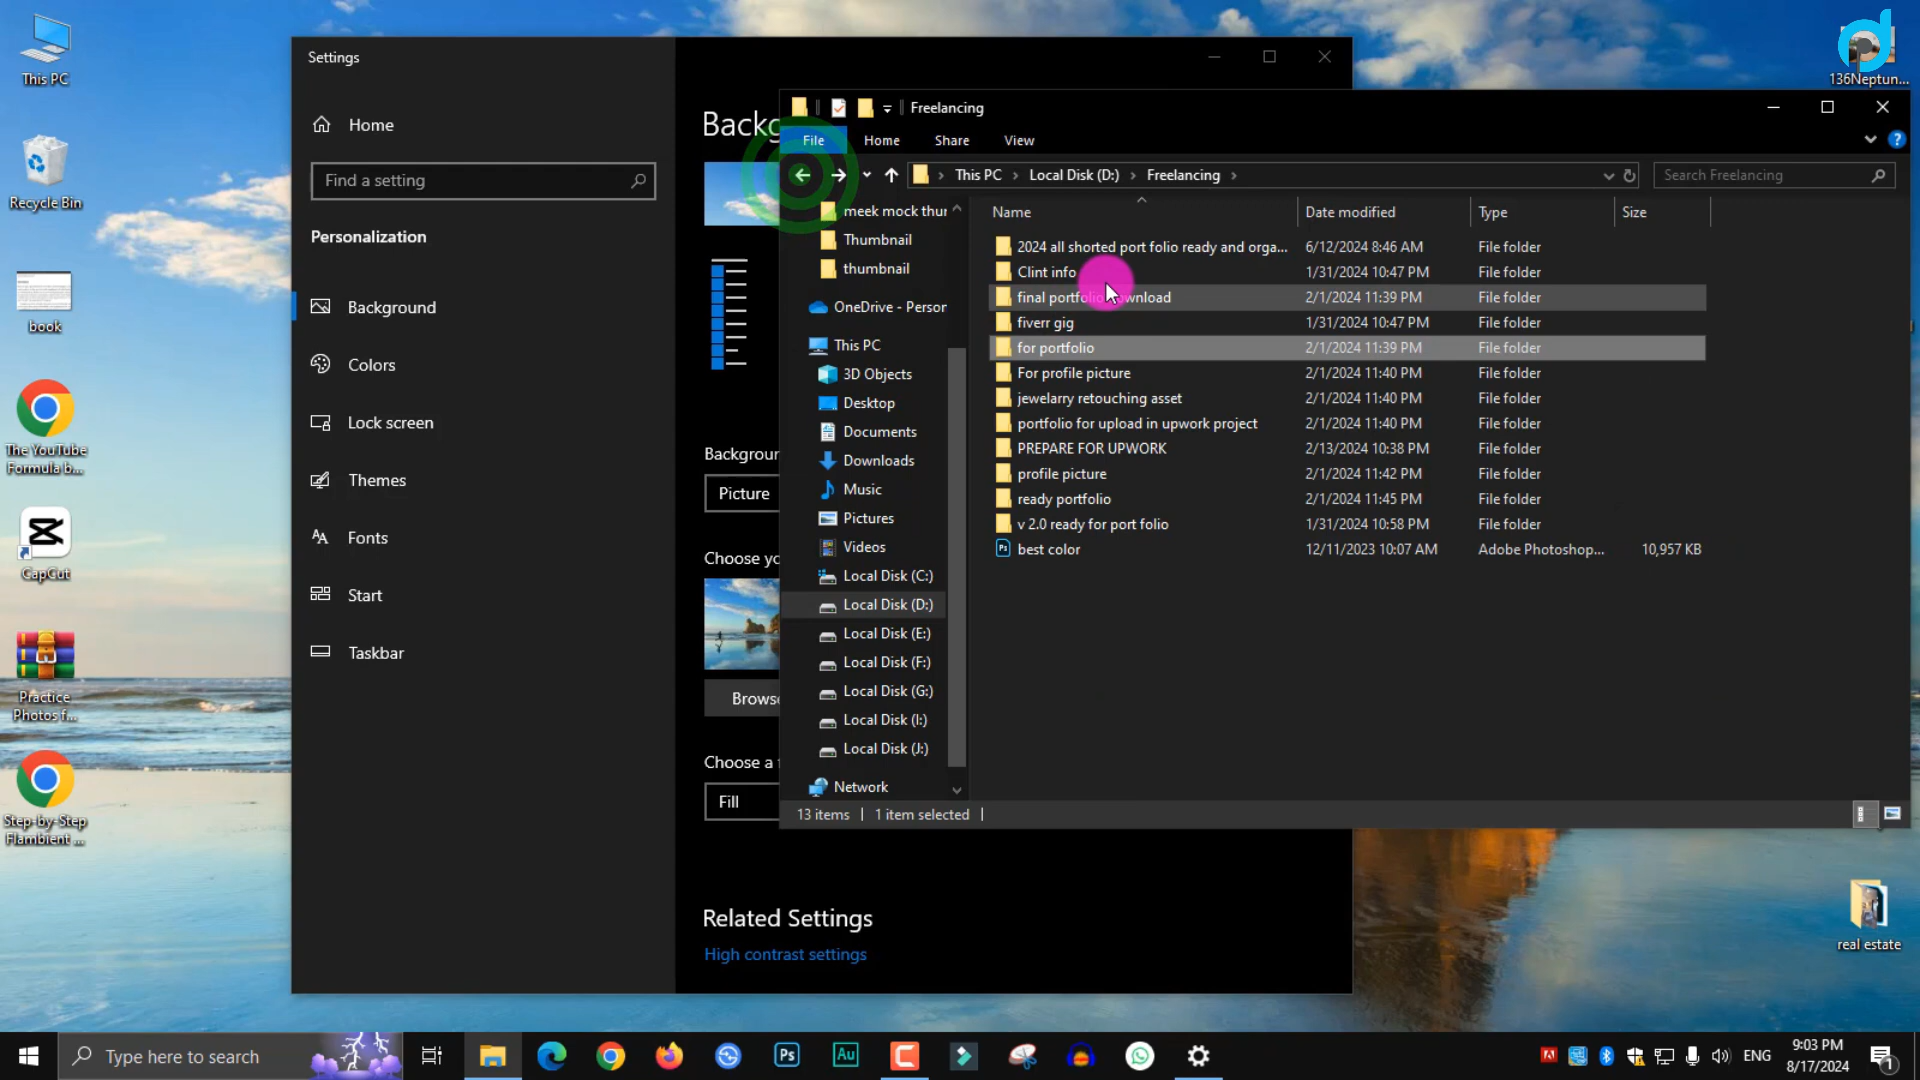 This PC
Recycle Bin
book
The YouTube
Formula b...
CapCut
Practice
Photos f...
Step-by-Step
Flambient ...
136Neptun...
real estate
Settings
Home
Find a setting
Personalization
Background
Colors
Lock screen
Themes
Fonts
Start
Taskbar
Backg
Backgrour
Picture
Choose yc
Browse
Choose a
Fill
Related Settings
High contrast settings
Freelancing
File
Home
Share
View
This PC
Local Disk (D:)
Freelancing
Search Freelancing
meek mock thur
Thumbnail
thumbnail
OneDrive - Person
This PC
3D Objects
Desktop
Documents
Downloads
Music
Pictures
Videos
Local Disk (C:)
Local Disk (D:)
Local Disk (E:)
Local Disk (F:)
Local Disk (G:)
Local Disk (I:)
Local Disk (J:)
Network
Name Date modified Type Size
2024 all shorted port folio ready and orga... 6/12/2024 8:46 AM File folder
Clint info 1/31/2024 10:47 PM File folder
final portfolio download 2/1/2024 11:39 PM File folder
fiverr gig 1/31/2024 10:47 PM File folder
for portfolio 2/1/2024 11:39 PM File folder
For profile picture 2/1/2024 11:40 PM File folder
jewelarry retouching asset 2/1/2024 11:40 PM File folder
portfolio for upload in upwork project 2/1/2024 11:40 PM File folder
PREPARE FOR UPWORK 2/13/2024 10:38 PM File folder
profile picture 2/1/2024 11:42 PM File folder
ready portfolio 2/1/2024 11:45 PM File folder
v 2.0 ready for port folio 1/31/2024 10:58 PM File folder
best color 12/11/2023 10:07 AM Adobe Photoshop... 10,957 KB
13 items 1 item selected
Type here to search
Ps
Au
ENG
9:03 PM
8/17/2024
1